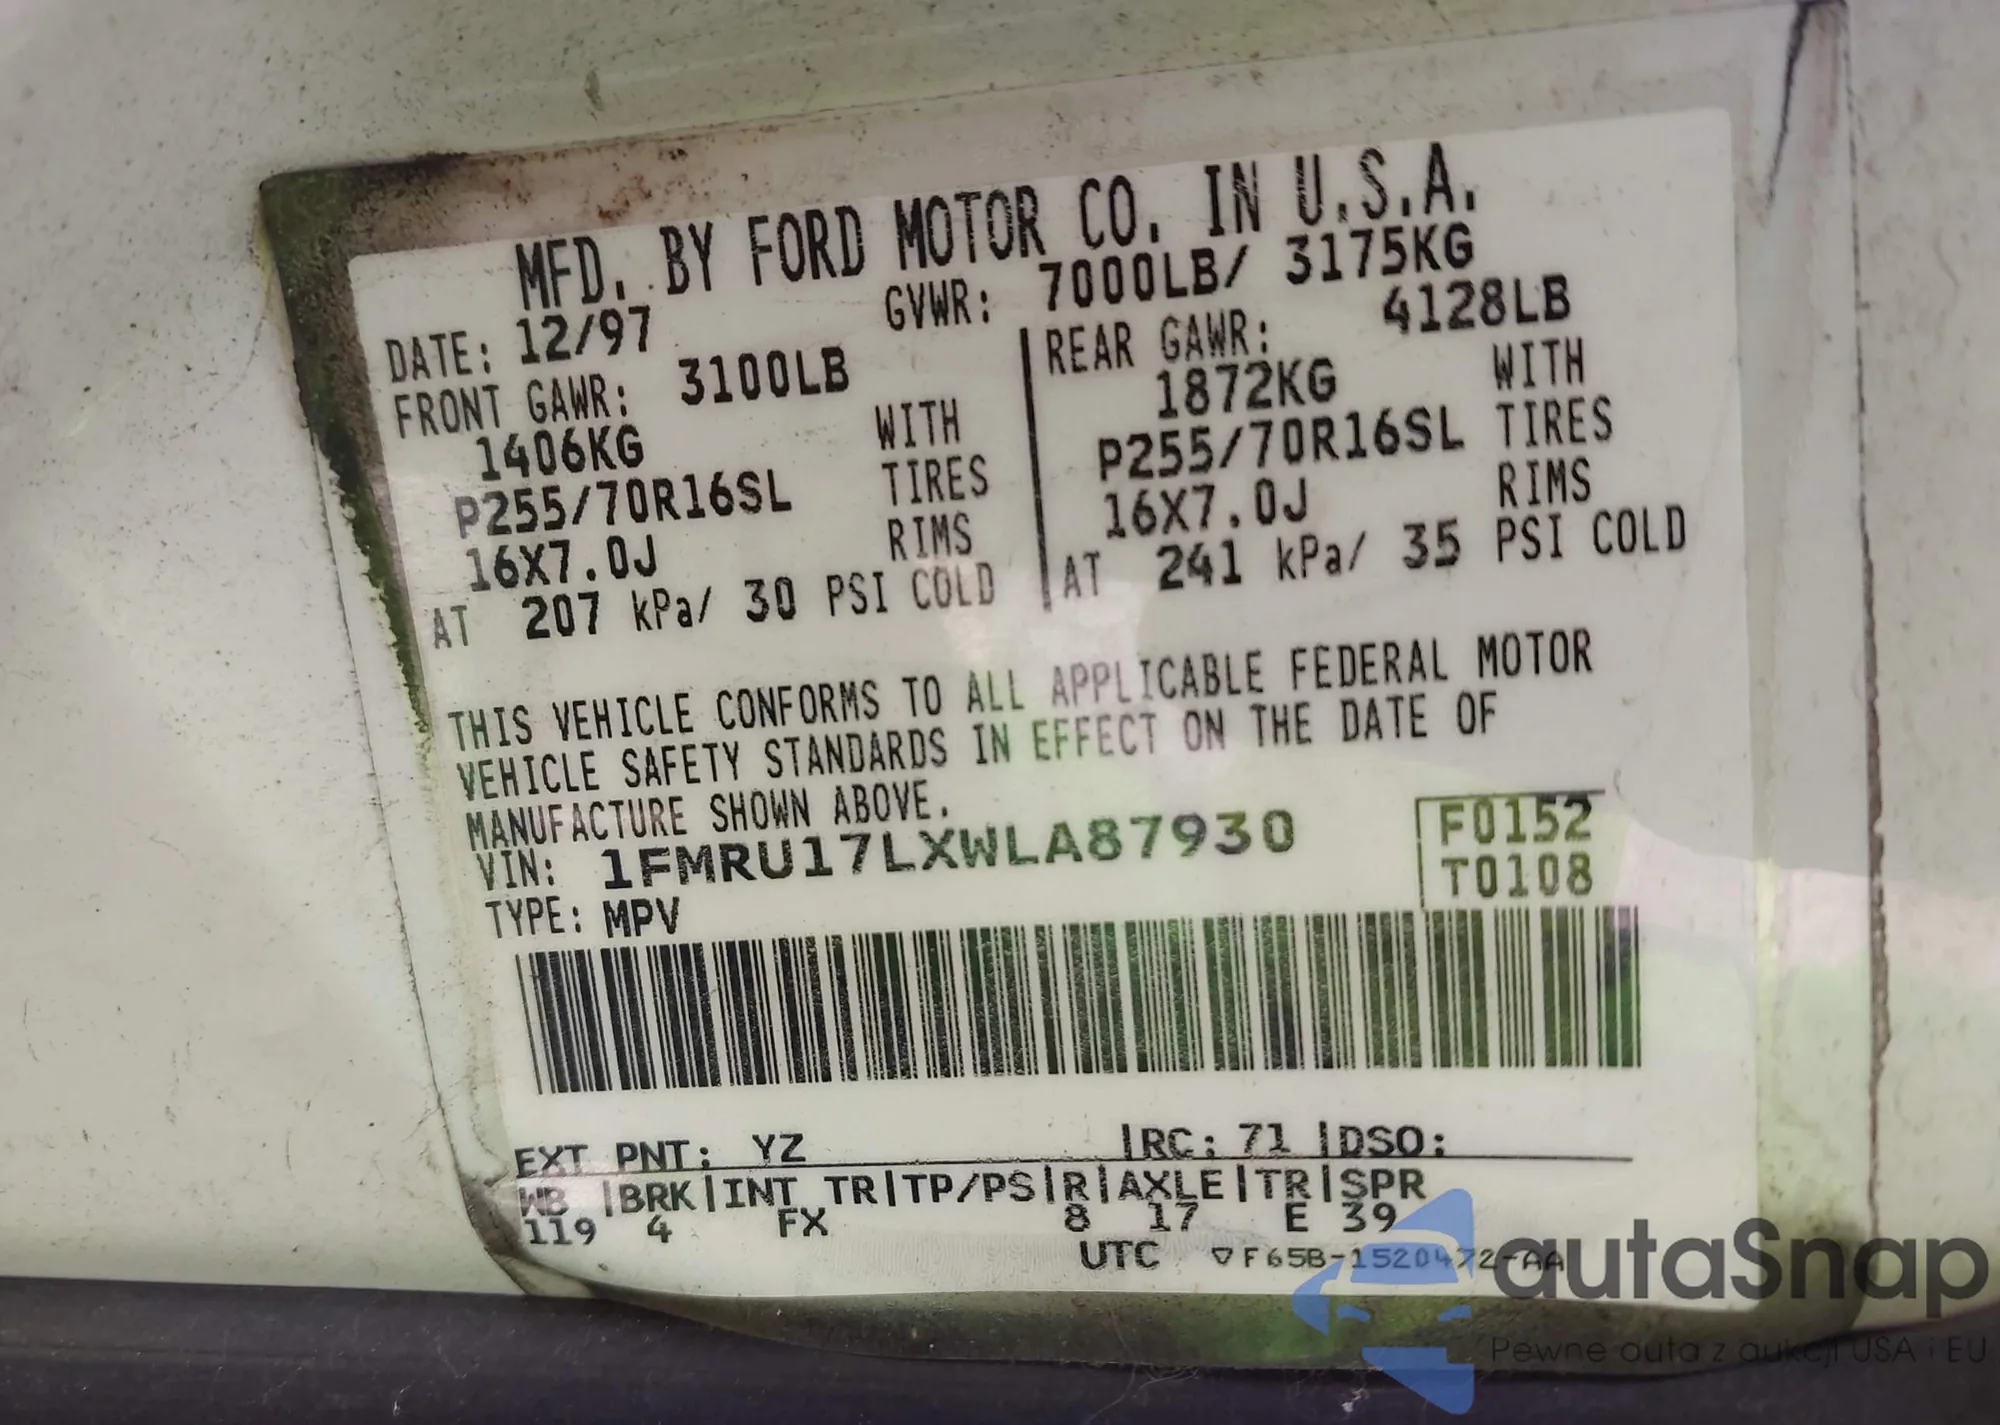 MFD. BY FORD MOTOR CO. IN U.S.A.
DATE: 12/97 GVWR: 7000LB/ 3175KG
FRONT GAWR: 3100LB REAR GAWR: 4128LB
1406KG WITH 1872KG WITH
P255/70R16SL TIRES P255/70R16SL TIRES
16X7.0J RIMS 16X7.0J RIMS
AT 207 kPa/ 30 PSI COLD AT 241 kPa/ 35 PSI COLD
THIS VEHICLE CONFORMS TO ALL APPLICABLE FEDERAL MOTOR
VEHICLE SAFETY STANDARDS IN EFFECT ON THE DATE OF
MANUFACTURE SHOWN ABOVE.
VIN: 1FMRU17LXWLA87930
F0152
T0108
TYPE: MPV
EXT PNT: YZ |RC: 71 |DSO:
WB |BRK|INT TR|TP/PS|R|AXLE|TR|SPR
119 4 FX 8 17 E 39
UTC ▽F65B-1520472-AA
autaSnap
Pewne auta z aukcji USA i EU